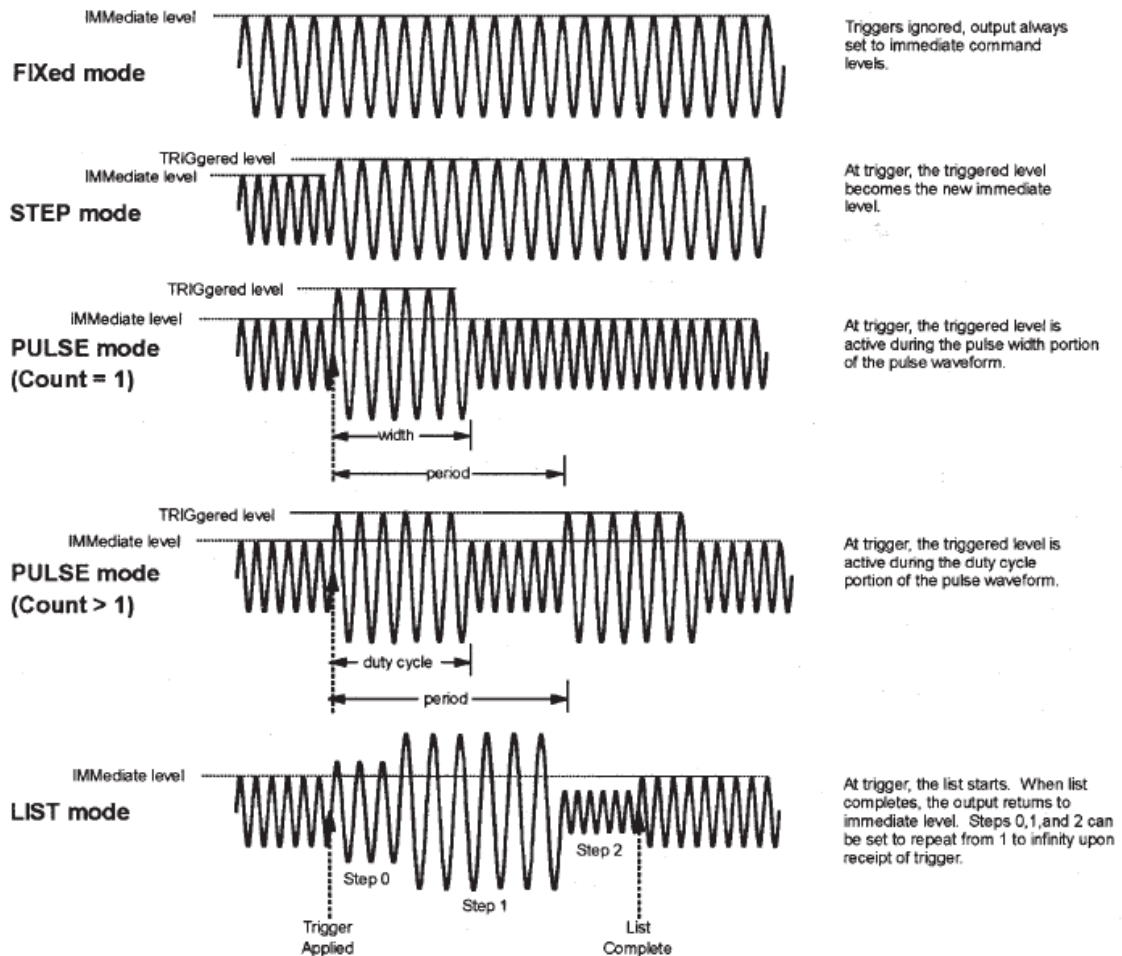 IMMediate level
FIXed mode
Triggers ignored, output always
set to immediate command
levels.
TRIGgered level
IMMediate level
STEP mode
At trigger, the triggered level
becomes the new immediate
level.
TRIGgered level
IMMediate level
PULSE mode
(Count = 1)
At trigger, the triggered level is
active during the pulse width portion
of the pulse waveform.
width
period
TRIGgered level
IMMediate level
PULSE mode
(Count > 1)
At trigger, the triggered level is
active during the duty cycle
portion of the pulse waveform.
duty cycle
period
IMMediate level
LIST mode
At trigger, the list starts. When list
completes, the output returns to
immediate level. Steps 0,1,and 2 can
be set to repeat from 1 to infinity upon
receipt of trigger.
Step 0
Step 1
Step 2
Trigger
Applied
List
Complete